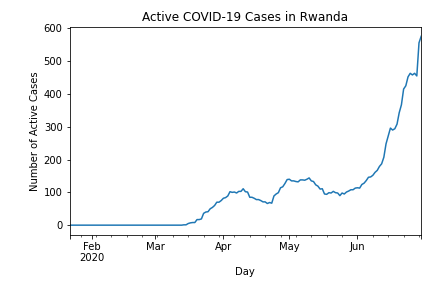 Active COVID-19 Cases in Rwanda
Number of Active Cases
600
500
400
300
200
100
0
Feb Mar Apr May Jun
2020
Day